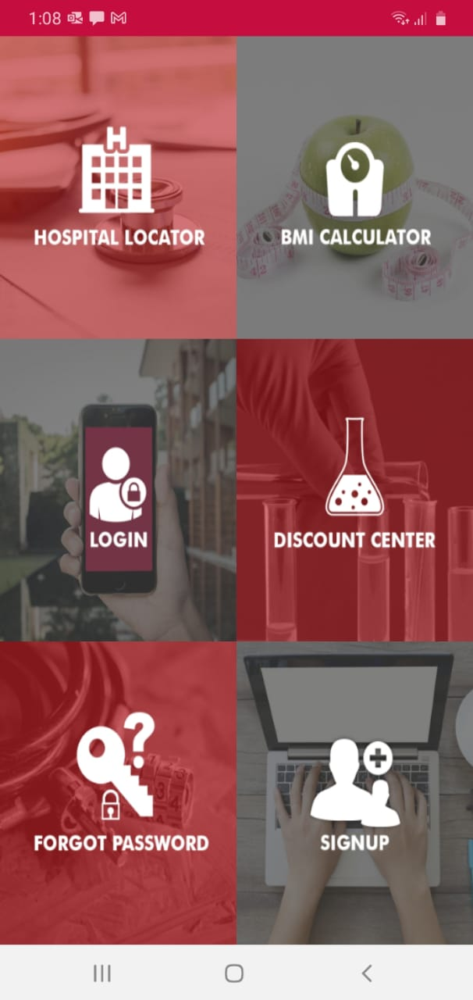 1:08
HOSPITAL LOCATOR
BMI CALCULATOR
LOGIN
DISCOUNT CENTER
FORGOT PASSWORD
SIGNUP